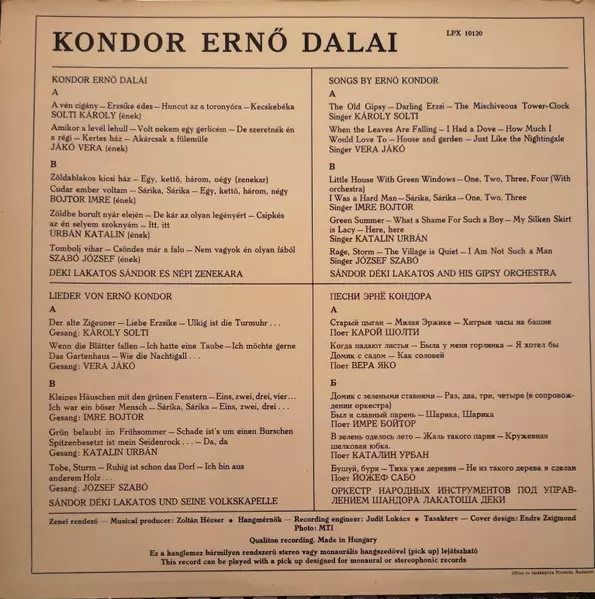 KONDOR ERNŐ DALAI
LPX 10120
KONDOR ERNŐ DALAI
A
A vén cigány — Erzsike édes — Huncut az a toronyóra — Kecskebéka
SOLTI KÁROLY (ének)
Amikor a levél lehull — Volt nekem egy gerlicém — De szeretnék én
a régi — Kertes ház — Akárcsak a fülemüle
JÁKÓ VERA (ének)
B
Zöldablakos kicsi ház — Egy, kettő, három, négy (zenekar)
Cudar ember voltam — Sárika, Sárika — Egy, kettő, három, négy
BOJTOR IMRE (ének)
Zöldbe borult nyár elején — De kár az olyan legényért — Csipkés
az én selyem szoknyám — Itt, itt
URBÁN KATALIN (ének)
Tombolj vihar — Csöndes már a falu — Nem vagyok én olyan fából
SZABÓ JÓZSEF (ének)
DÉKI LAKATOS SÁNDOR ÉS NÉPI ZENEKARA
SONGS BY ERNŐ KONDOR
A
The Old Gipsy — Darling Erzsi — The Mischiveous Tower-Clock
Singer KÁROLY SOLTI
When the Leaves Are Falling — I Had a Dove — How Much I
Would Love To — House and garden — Just Like the Nightingale
Singer VERA JÁKÓ
B
Little House With Green Windows — One, Two, Three, Four (With
orchestra)
I Was a Hard Man — Sárika, Sárika — One, Two, Three
Singer IMRE BOJTOR
Green Summer — What a Shame For Such a Boy — My Silken Skirt
is Lacy — Here, here
Singer KATALIN URBÁN
Rage, Storm — The Village is Quiet — I Am Not Such a Man
Singer JÓZSEF SZABÓ
SÁNDOR DÉKI LAKATOS AND HIS GIPSY ORCHESTRA
LIEDER VON ERNŐ KONDOR
A
Der alte Zigeuner — Liebe Erzsike — Ulkig ist die Turmuhr . . .
Gesang: KÁROLY SOLTI
Wenn die Blätter fallen — Ich hatte eine Taube — Ich möchte gerne
Das Gartenhaus — Wie die Nachtigall . . .
Gesang: VERA JÁKÓ
B
Kleines Häuschen mit den grünen Fenstern — Eins, zwei, drei, vier...
Ich war ein böser Mensch — Sárika, Sárika — Eins, zwei, drei . . .
Gesang: IMRE BOJTOR
Grün belaubt im Frühsommer — Schade ist's um einen Burschen
Spitzenbesetzt ist mein Seidenrock . . . — Da, da
Gesang: KATALIN URBÁN
Tobe, Sturm — Ruhig ist schon das Dorf — Ich bin aus
anderem Holz . . .
Gesang: JÓZSEF SZABÓ
SÁNDOR DÉKI LAKATOS UND SEINE VOLKSKAPELLE
ПЕСНИ ЭРНЁ КОНДОРА
А
Старый цыган — Милая Эржике — Хитрые часы на башне
Поет КАРОЙ ШОЛТИ
Когда падают листья — Была у меня горлинка — Я хотел бы
Домик с садом — Как соловей
Поет ВЕРА ЯКО
Б
Домик с зелеными ставнями — Раз, два, три, четыре (в сопровож-
дении оркестра)
Был я славный парень — Шарика, Шарика
Поет ИМРЕ БОЙТОР
В зелень оделось лето — Жаль такого парня — Кружевная
шелковая юбка.
Поет КАТАЛИН УРБАН
Бушуй, буря — Тиха уже деревня — Не из такого дерева я сделан
Поет ЙОЖЕФ САБО
ОРКЕСТР НАРОДНЫХ ИНСТРУМЕНТОВ ПОД УПРАВ-
ЛЕНИЕМ ШАНДОРА ЛАКАТОША ДЕКИ
Zenei rendező — Musical producer: Zoltán Hézser • Hangmérnök — Recording engineer: Judit Lukács • Tasakterv — Cover design: Endre Zsigmond
Photo: MTI
Qualiton recording. Made in Hungary
Ez a hanglemez bármilyen rendszerű stereo vagy monaurális hangszedővel (pick up) lejátszható
This record can be played with a pick up designed for monaural or stereophonic records